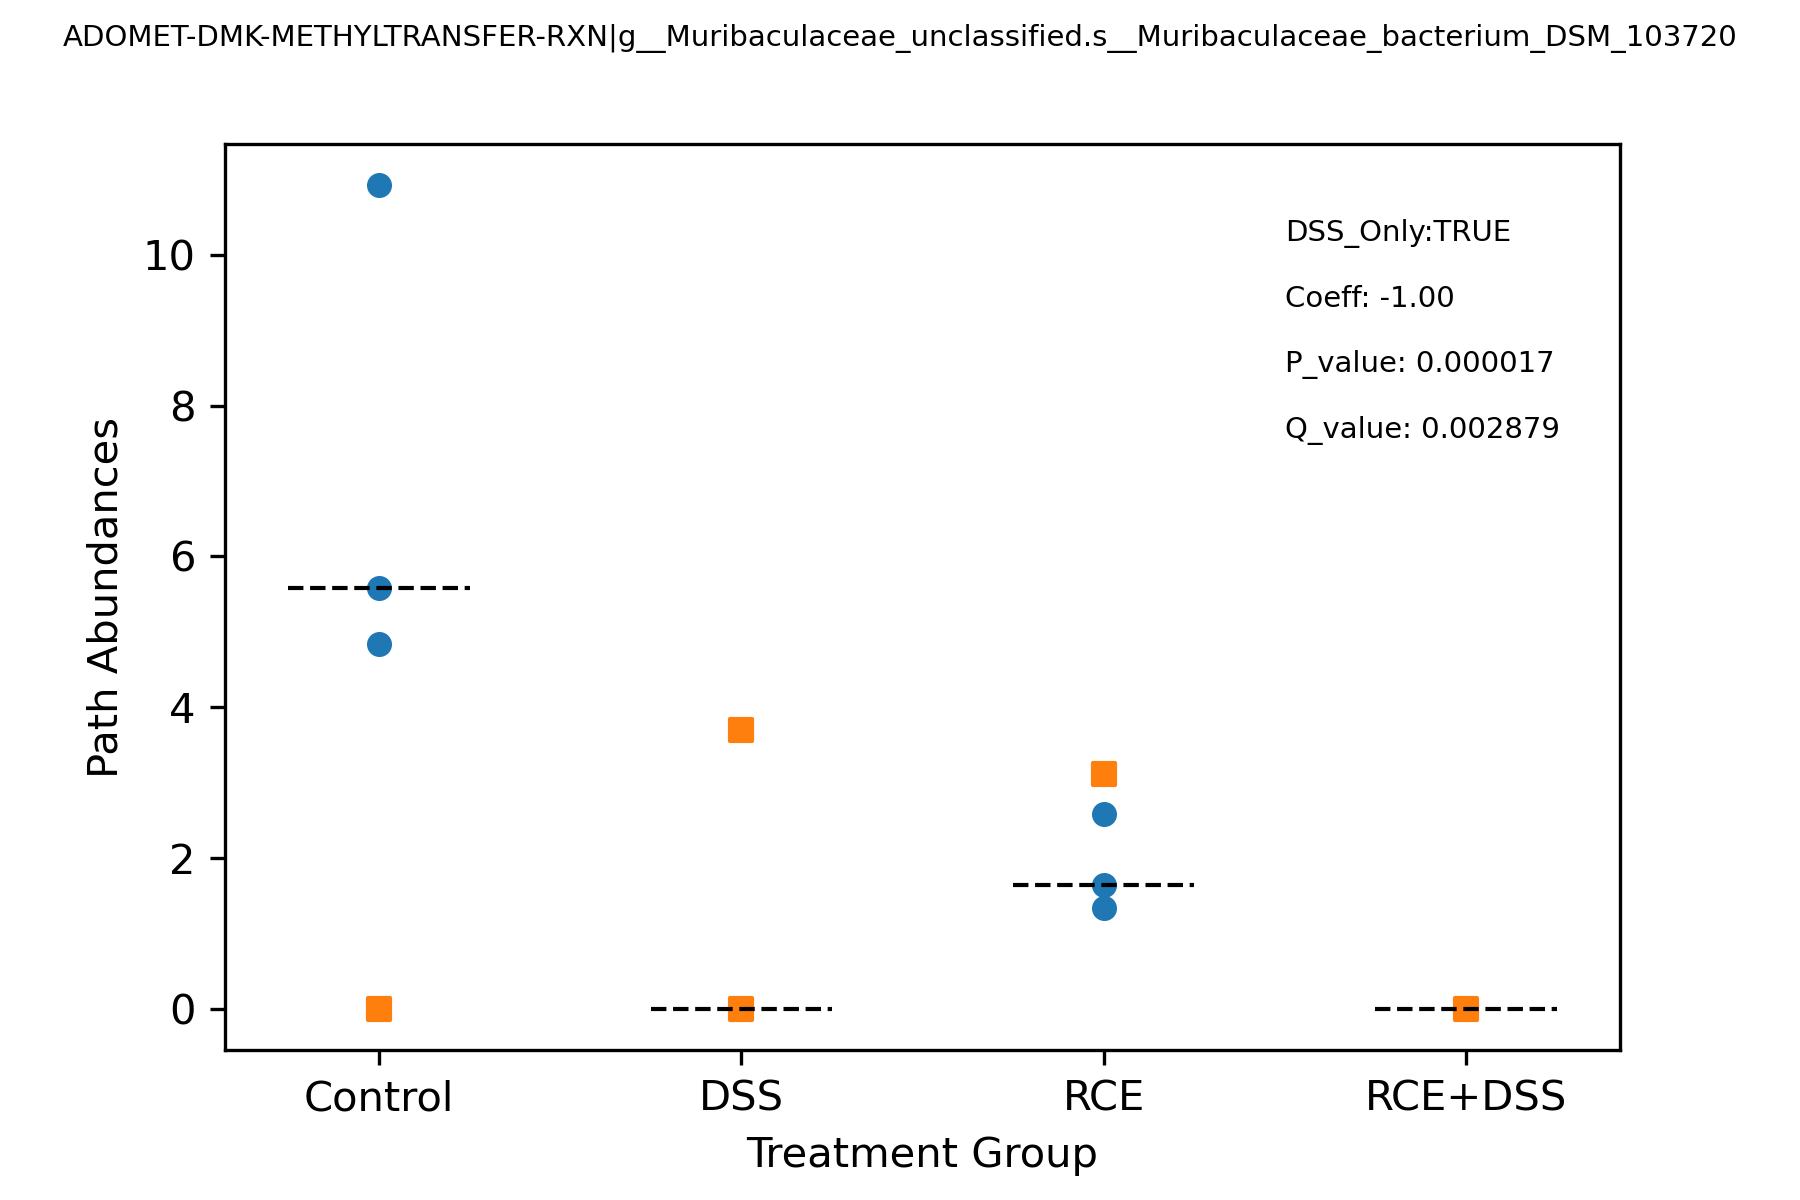 ADOMET-DMK-METHYLTRANSFER-RXN|g__Muribaculaceae_unclassified.s__Muribaculaceae_bacterium_DSM_103720
DSS_Only:TRUE
Coeff: -1.00
P_value: 0.000017
Q_value: 0.002879
10
8
6
4
2
0
Path Abundances
Control DSS RCE RCE+DSS
Treatment Group